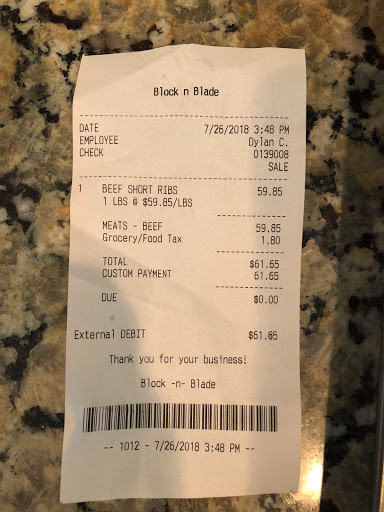 Block n Blade
DATE 7/26/2018 3:48 PM
EMPLOYEE Dylan C.
CHECK 0139008
SALE
1 BEEF SHORT RIBS 59.85
1 LBS @ $59.85/LBS
MEATS - BEEF 59.85
Grocery/Food Tax 1.80
TOTAL $61.65
CUSTOM PAYMENT 61.65
DUE $0.00
External DEBIT $61.65
Thank you for your business!
Block -n- Blade
-- 1012 - 7/26/2018 3:48 PM --